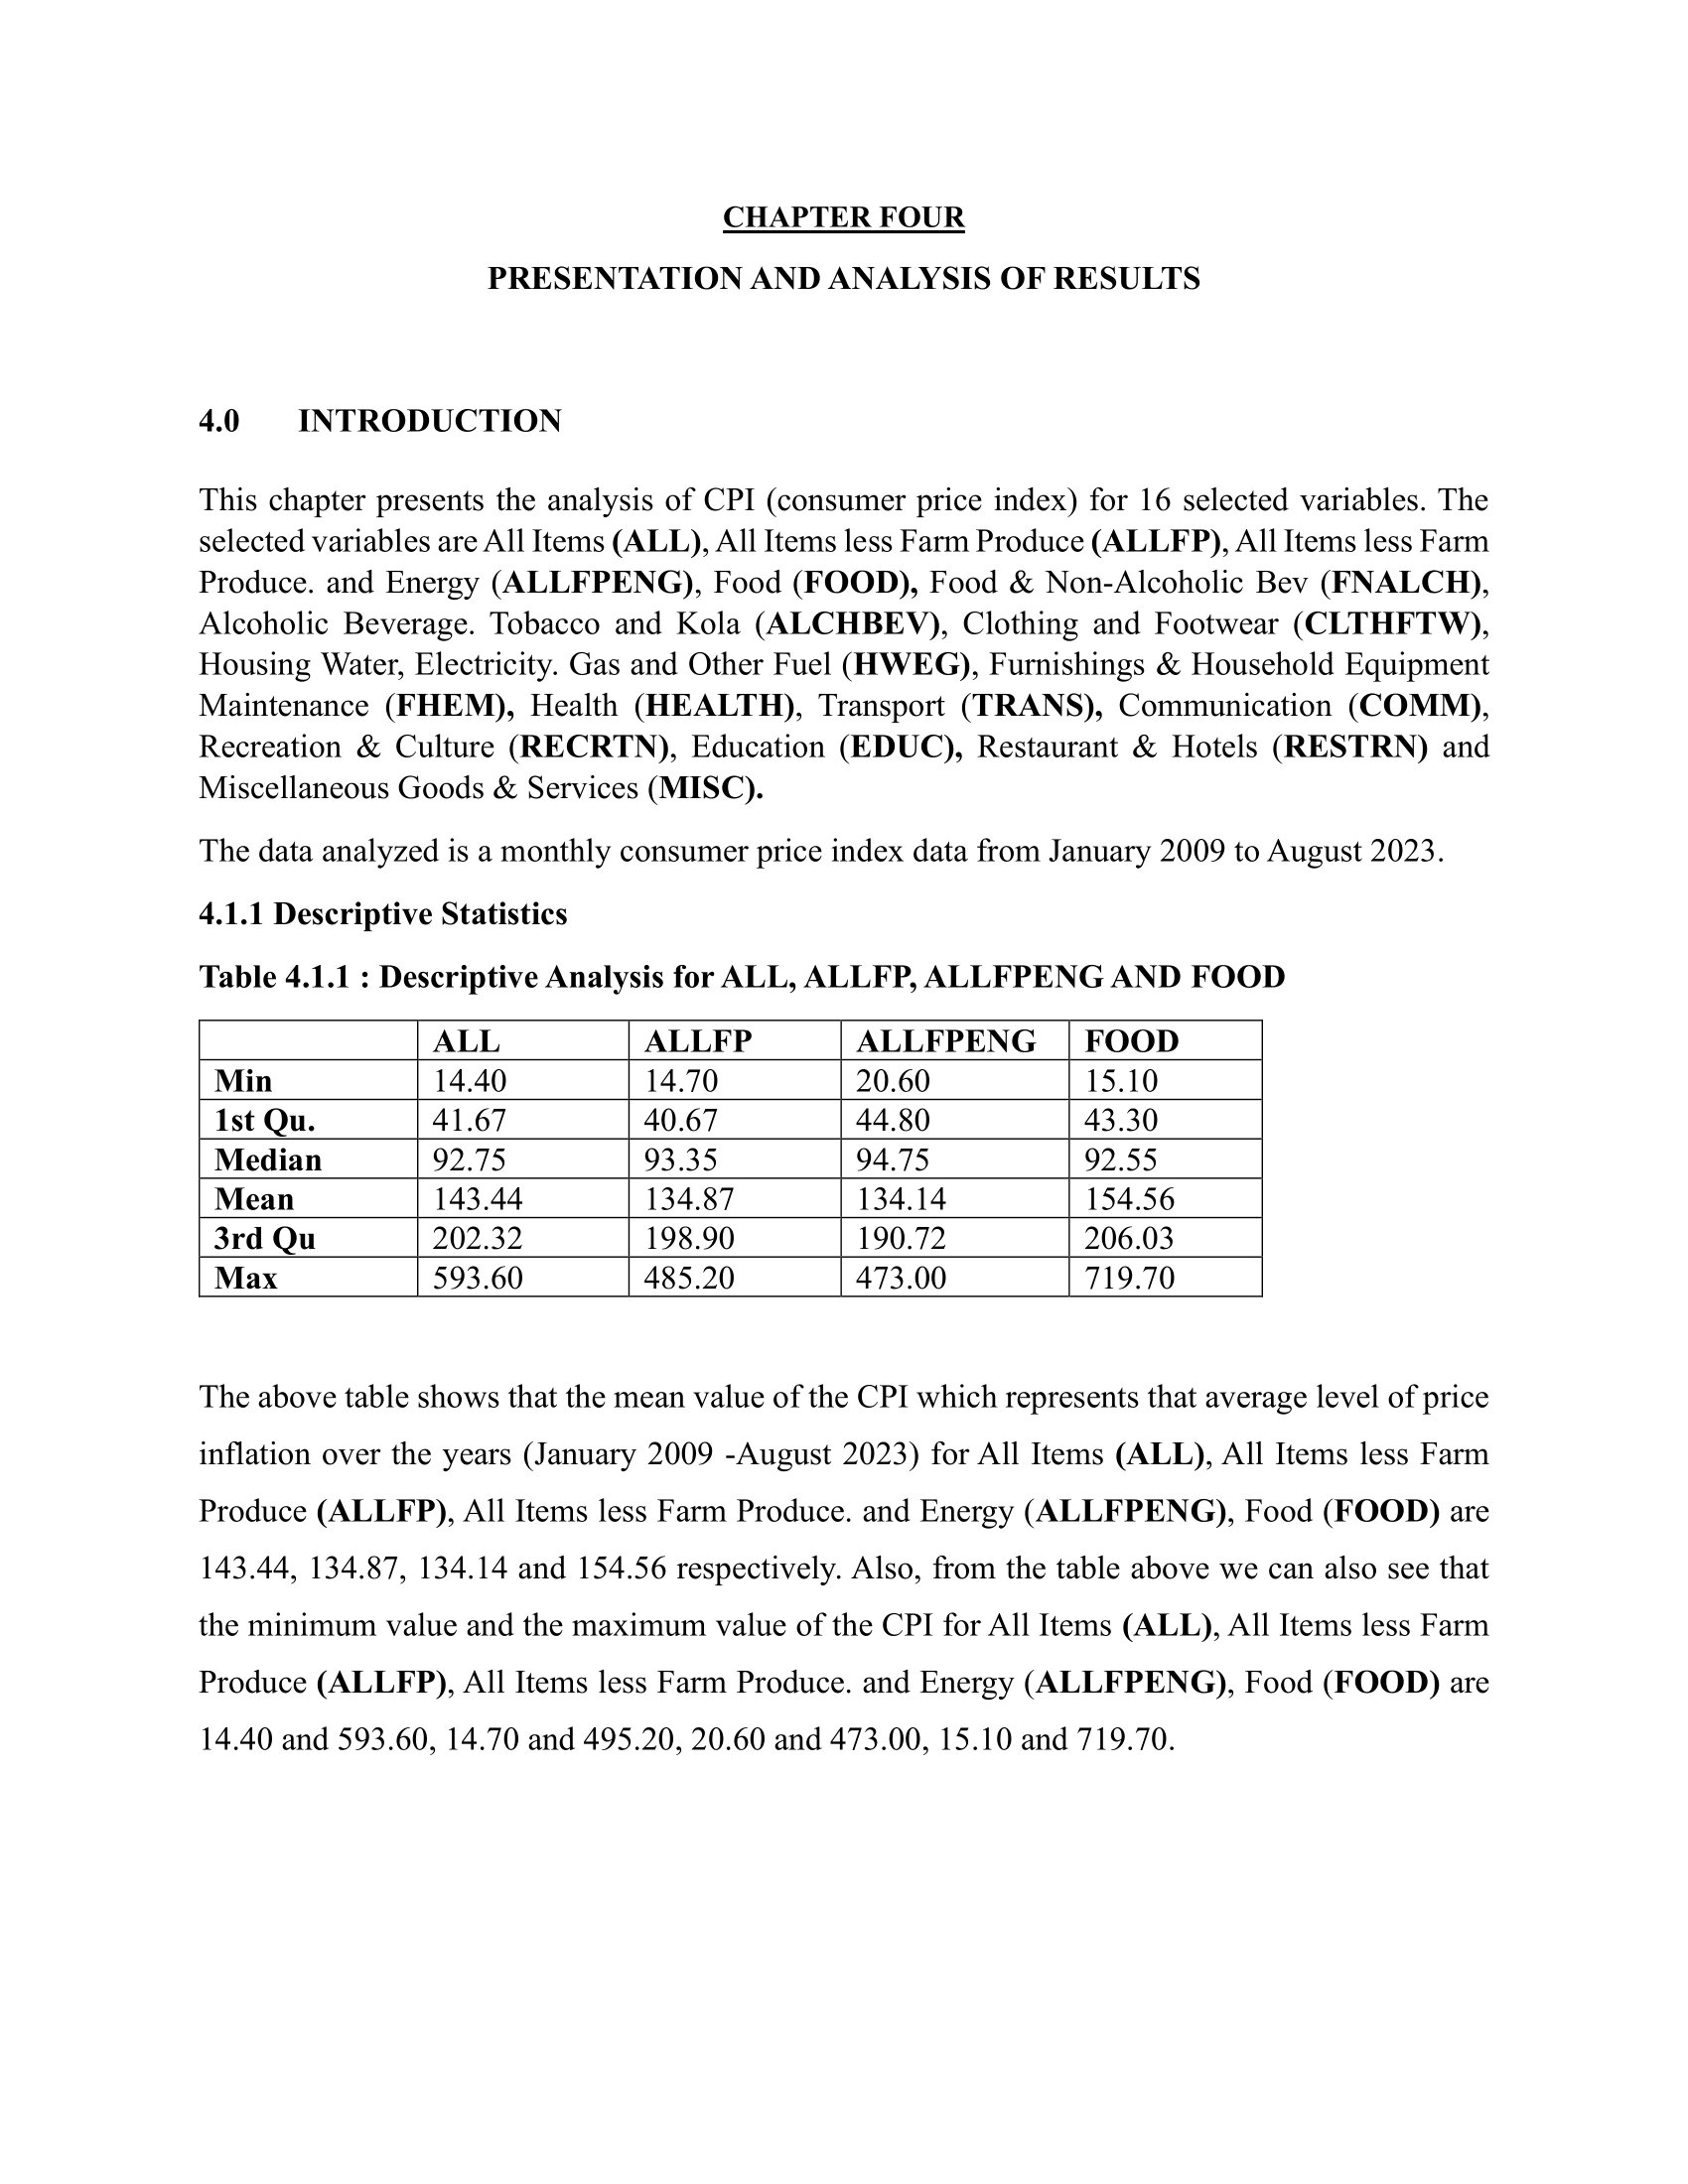 CHAPTER FOUR
PRESENTATION AND ANALYSIS OF RESULTS
4.0 INTRODUCTION
This chapter presents the analysis of CPI (consumer price index) for 16 selected variables. The
selected variables are All Items (ALL), All Items less Farm Produce (ALLFP), All Items less Farm
Produce. and Energy (ALLFPENG), Food (FOOD), Food & Non-Alcoholic Bev (FNALCH),
Alcoholic Beverage. Tobacco and Kola (ALCHBEV), Clothing and Footwear (CLTHFTW),
Housing Water, Electricity. Gas and Other Fuel (HWEG), Furnishings & Household Equipment
Maintenance (FHEM), Health (HEALTH), Transport (TRANS), Communication (COMM),
Recreation & Culture (RECRTN), Education (EDUC), Restaurant & Hotels (RESTRN) and
Miscellaneous Goods & Services (MISC).
The data analyzed is a monthly consumer price index data from January 2009 to August 2023.
4.1.1 Descriptive Statistics
Table 4.1.1 : Descriptive Analysis for ALL, ALLFP, ALLFPENG AND FOOD
ALL ALLFP ALLFPENG FOOD
Min 14.40 14.70 20.60 15.10
1st Qu. 41.67 40.67 44.80 43.30
Median 92.75 93.35 94.75 92.55
Mean 143.44 134.87 134.14 154.56
3rd Qu 202.32 198.90 190.72 206.03
Max 593.60 485.20 473.00 719.70
The above table shows that the mean value of the CPI which represents that average level of price
inflation over the years (January 2009 -August 2023) for All Items (ALL), All Items less Farm
Produce (ALLFP), All Items less Farm Produce. and Energy (ALLFPENG), Food (FOOD) are
143.44, 134.87, 134.14 and 154.56 respectively. Also, from the table above we can also see that
the minimum value and the maximum value of the CPI for All Items (ALL), All Items less Farm
Produce (ALLFP), All Items less Farm Produce. and Energy (ALLFPENG), Food (FOOD) are
14.40 and 593.60, 14.70 and 495.20, 20.60 and 473.00, 15.10 and 719.70.